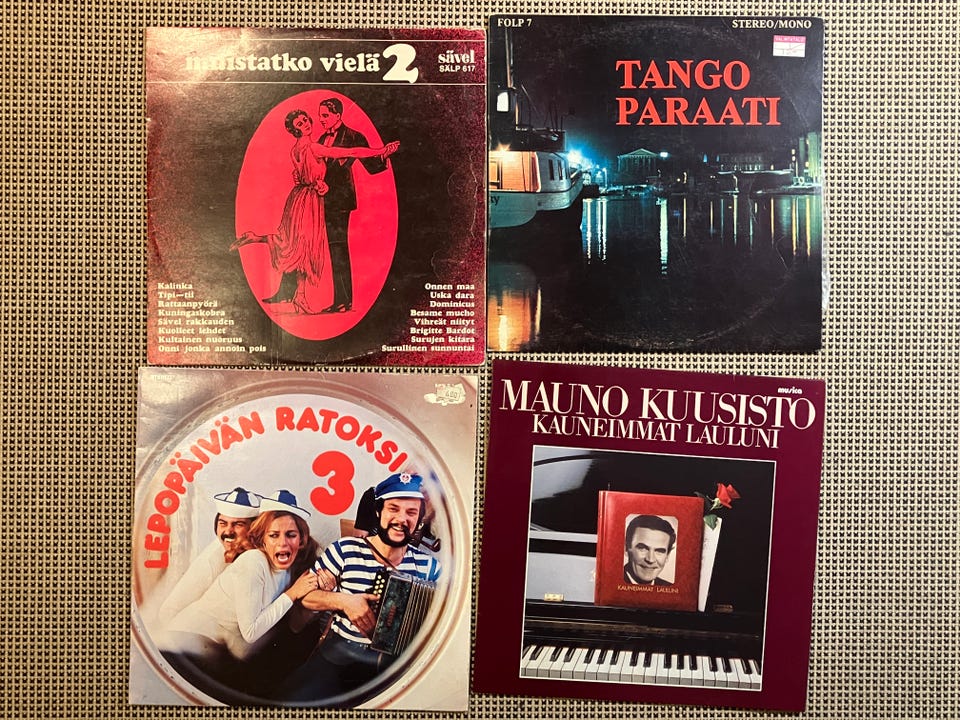 muistatko vielä 2
sävel
SÄLP 617
Kalinka
Tipi-tii
Rattaanpyörä
Kuningaskobra
Sävel rakkauden
Kuolleet lehdet
Kultainen nuoruus
Onni jonka annoin pois
Onnen maa
Uska dara
Dominicus
Besame mucho
Vihreät niityt
Brigitte Bardot
Surujen kitara
Surullinen sunnuntai
FOLP 7
STEREO/MONO
TANGO
PARAATI
LEPOPÄIVÄN RATOKSI
3
musica
MAUNO KUUSISTO
KAUNEIMMAT LAULUNI
KAUNEIMMAT LAULUNI